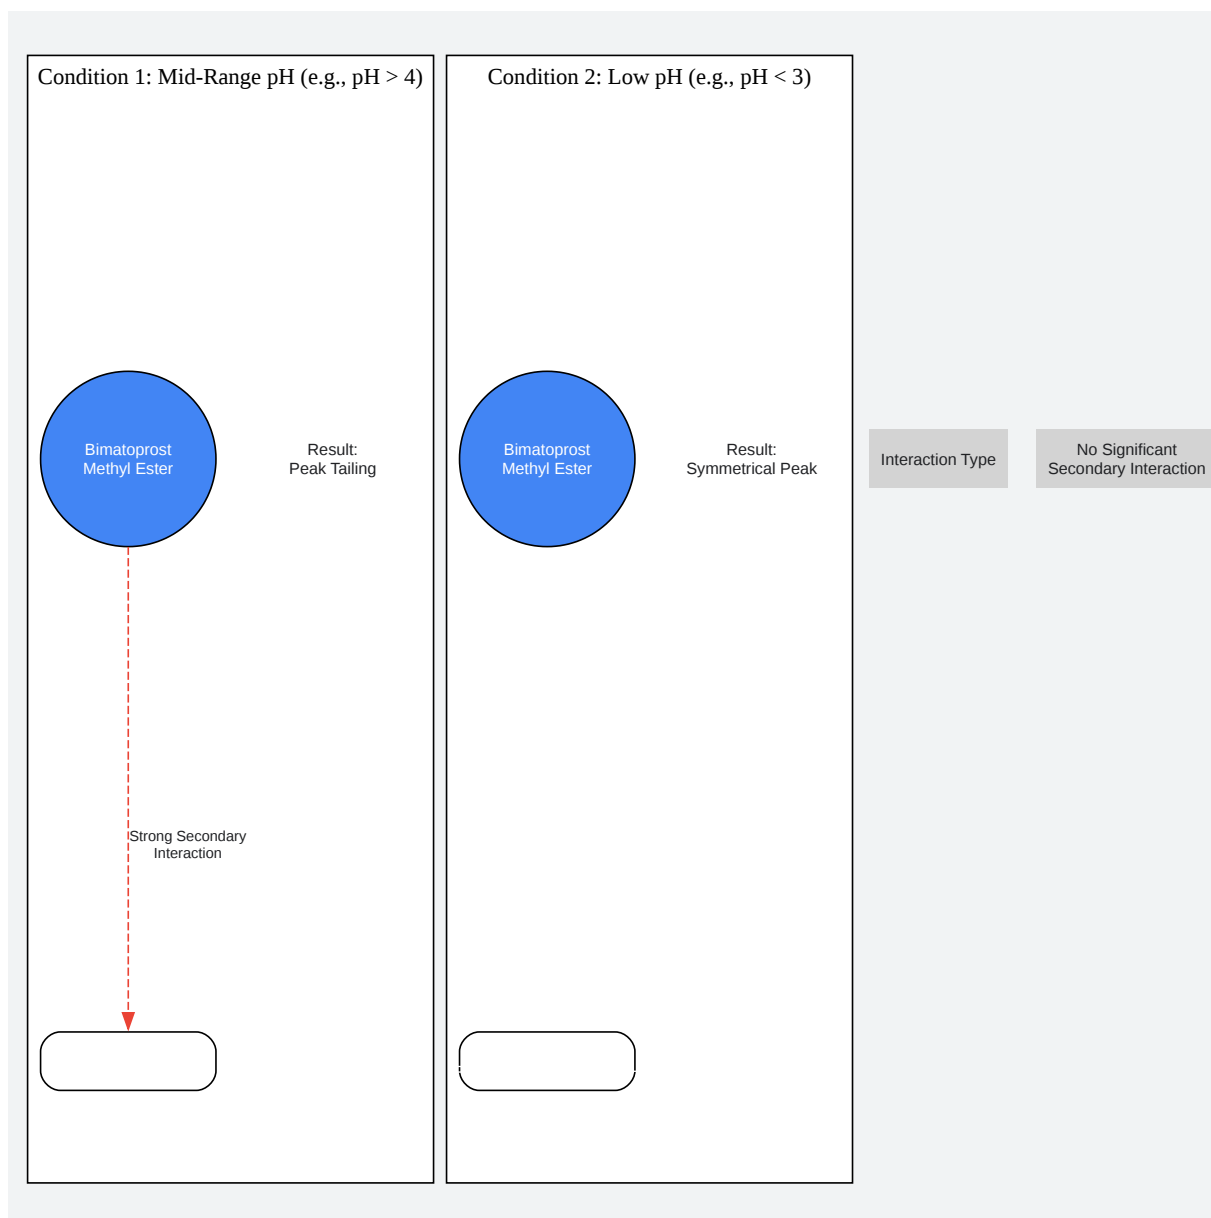 Condition 1: Mid-Range pH (e.g., pH > 4)
Bimatoprost
Methyl Ester
Result:
Peak Tailing
Strong Secondary
Interaction
Condition 2: Low pH (e.g., pH < 3)
Bimatoprost
Methyl Ester
Result:
Symmetrical Peak
Interaction Type
No Significant
Secondary Interaction